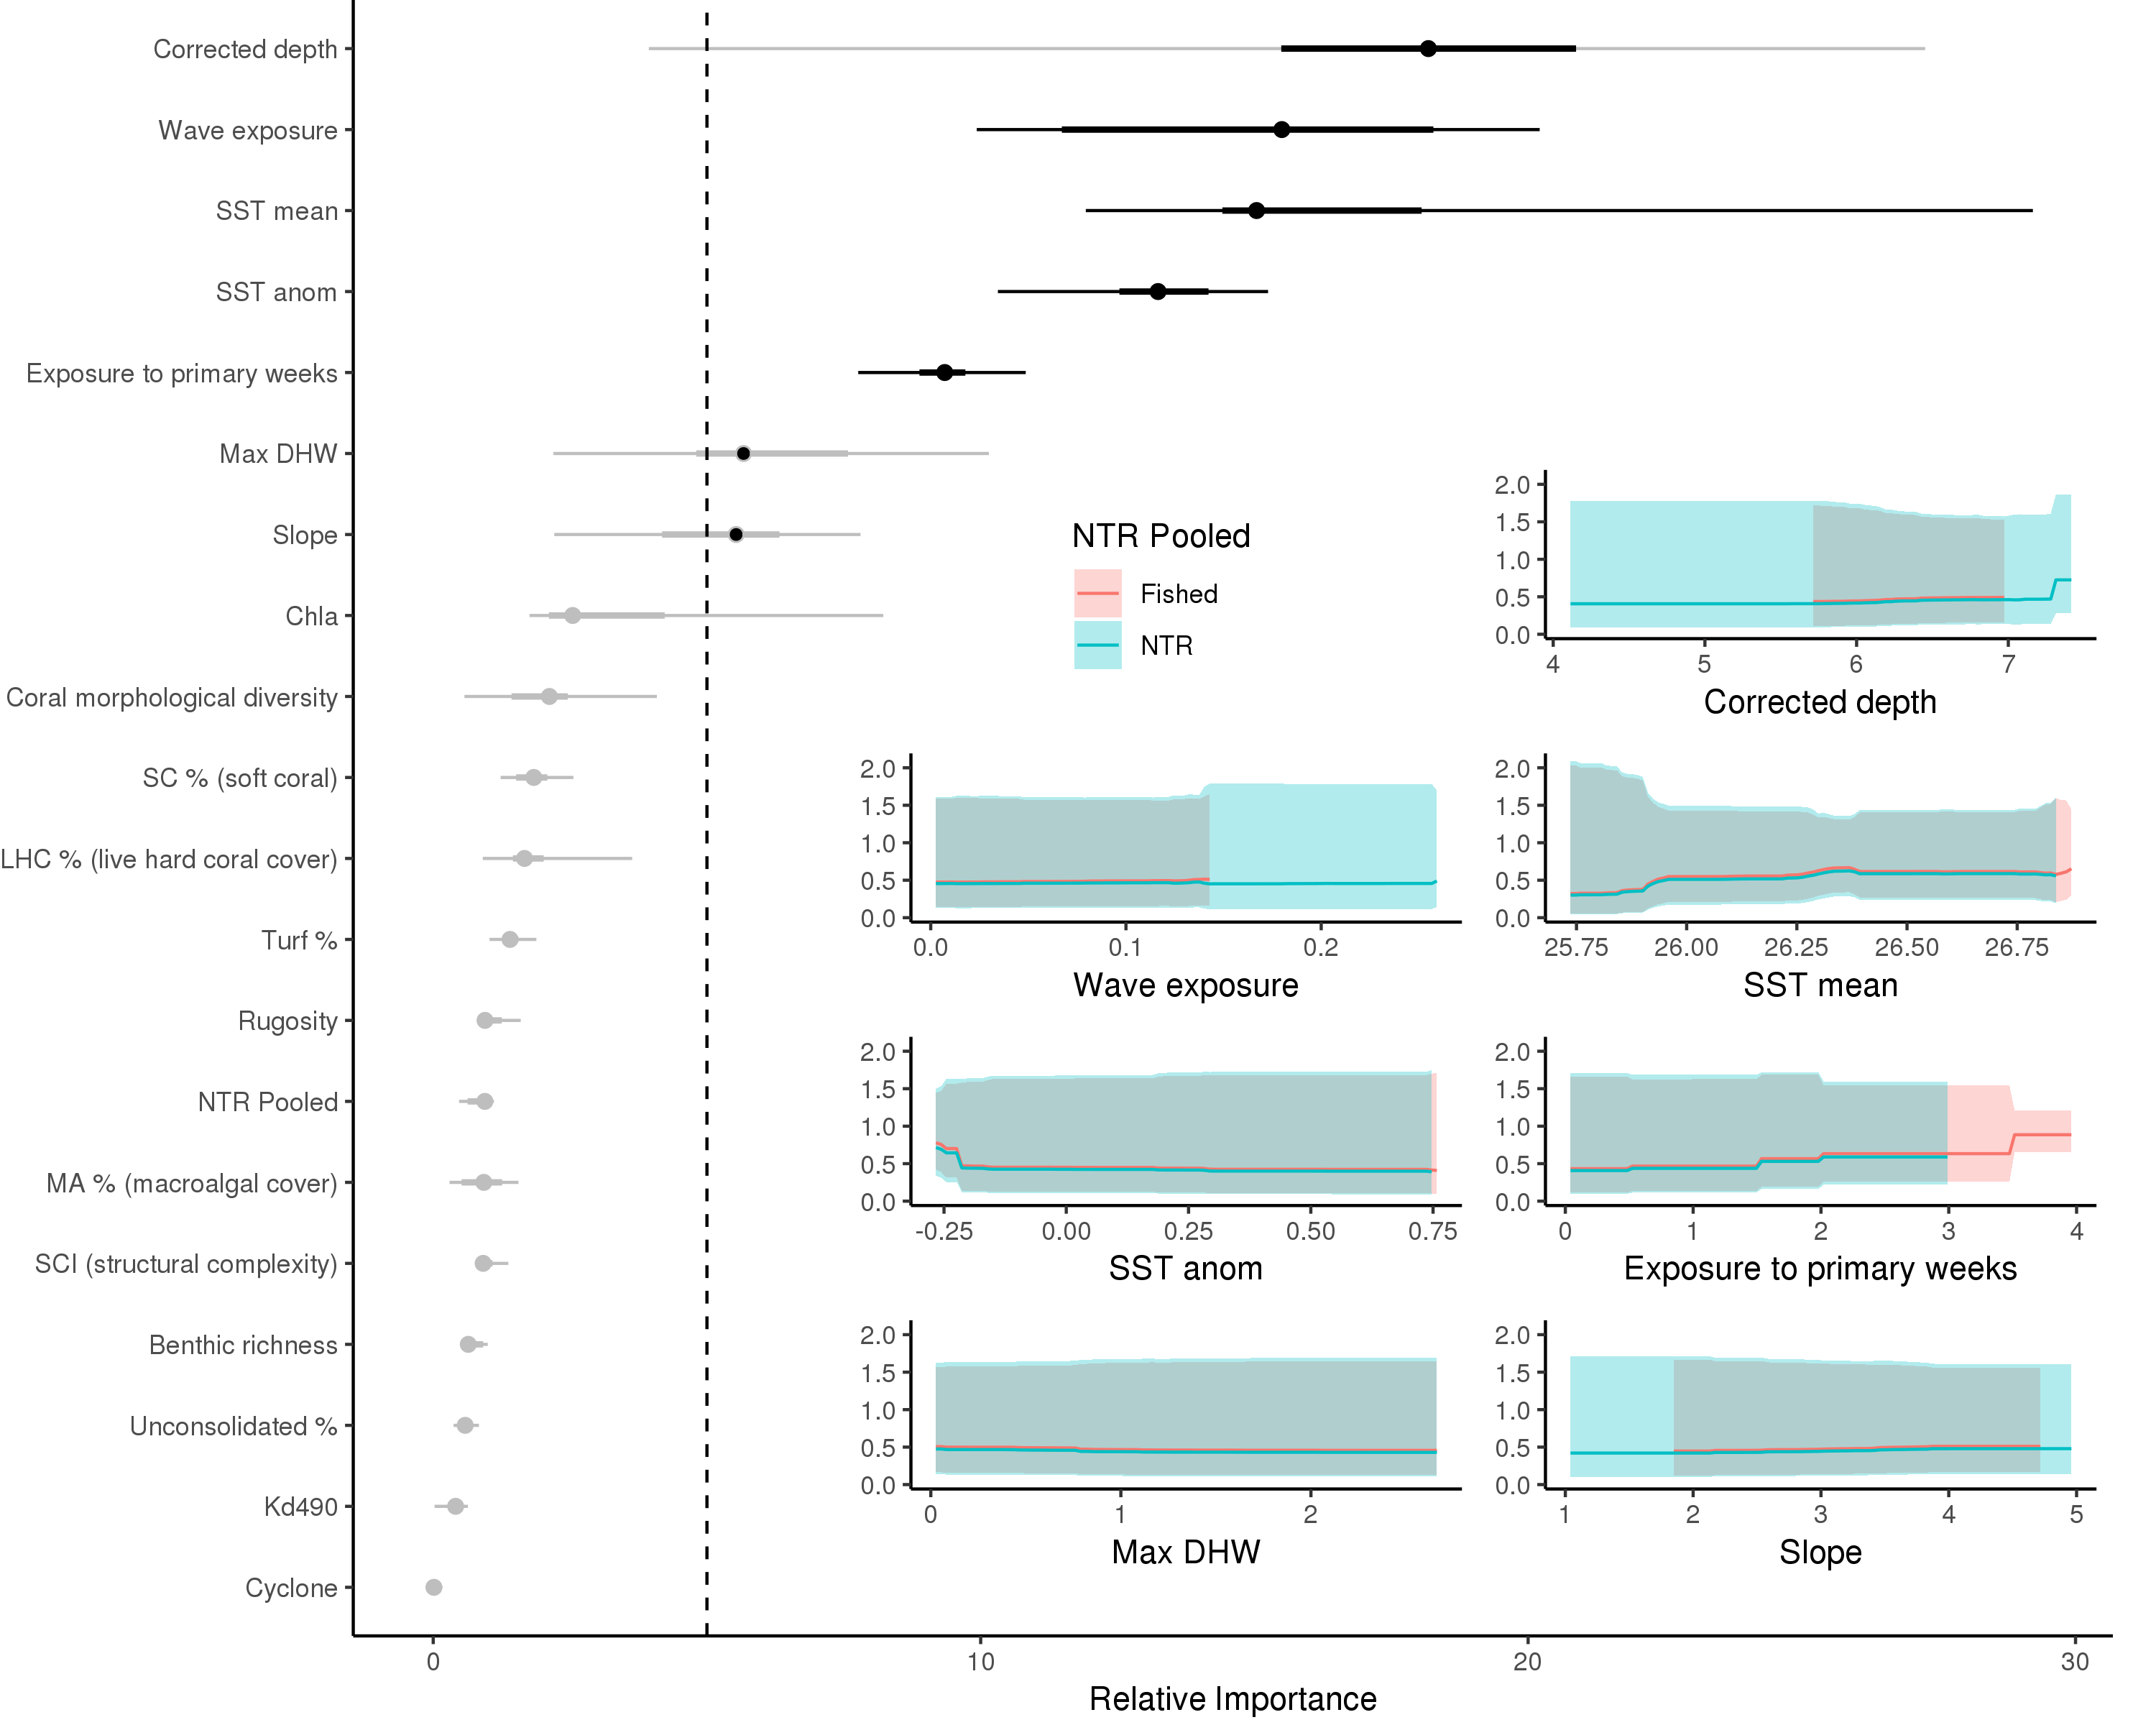 Corrected depth
Wave exposure
SST mean
SST anom
Exposure to primary weeks
Max DHW
Slope
Chla
Coral morphological diversity
SC % (soft coral)
LHC % (live hard coral cover)
Turf %
Rugosity
NTR Pooled
MA % (macroalgal cover)
SCI (structural complexity)
Benthic richness
Unconsolidated %
Kd490
Cyclone
0 10 20 30
Relative Importance
NTR Pooled
Fished
NTR
2.0
1.5
1.0
0.5
0.0
4 5 6 7
Corrected depth
2.0
1.5
1.0
0.5
0.0
0.0 0.1 0.2
Wave exposure
2.0
1.5
1.0
0.5
0.0
25.75 26.00 26.25 26.50 26.75
SST mean
2.0
1.5
1.0
0.5
0.0
-0.25 0.00 0.25 0.50 0.75
SST anom
2.0
1.5
1.0
0.5
0.0
0 1 2 3 4
Exposure to primary weeks
2.0
1.5
1.0
0.5
0.0
0 1 2
Max DHW
2.0
1.5
1.0
0.5
0.0
1 2 3 4 5
Slope